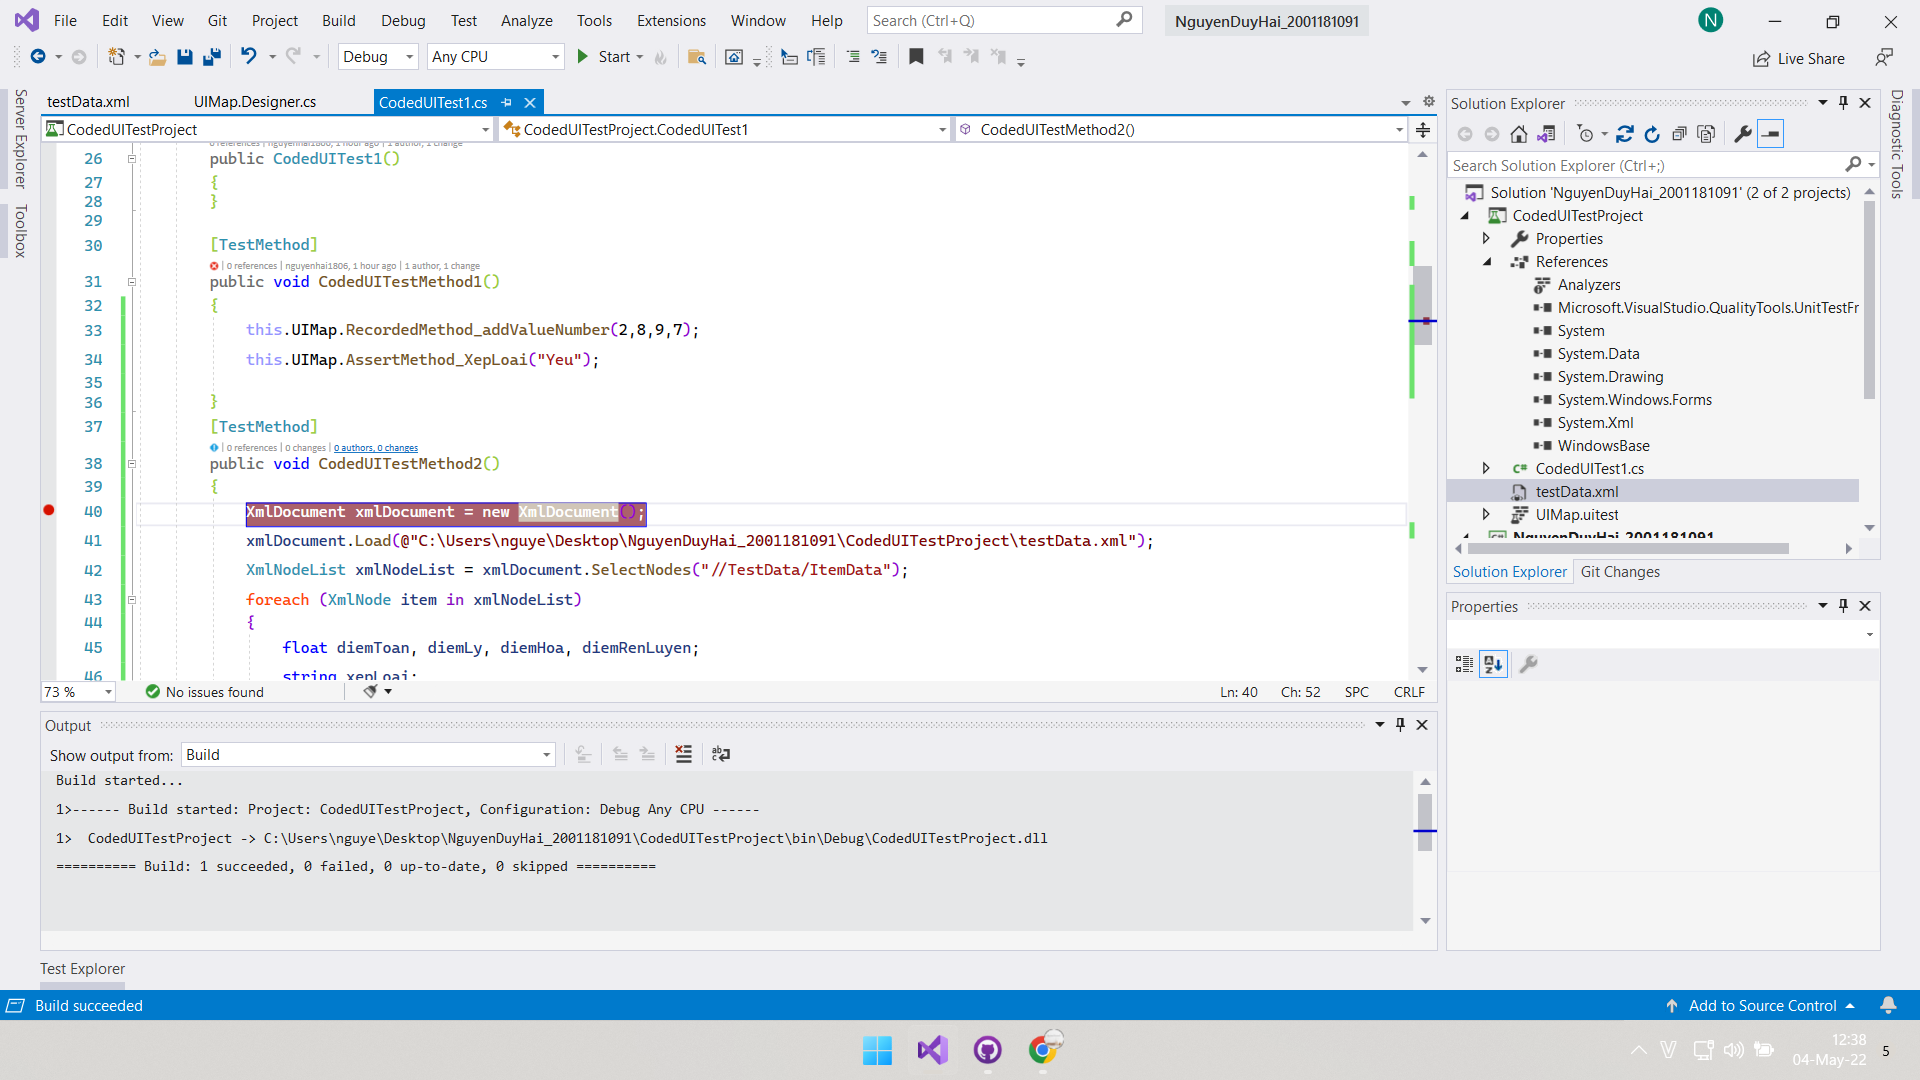 File Edit View Git Project Build Debug Test Analyze Tools Extensions Window Help Search (Ctrl+Q) NguyenDuyHai_2001181091 N
Debug Any CPU Start Live Share
Server Explorer
Toolbox
testData.xml UIMap.Designer.cs CodedUITest1.cs
CodedUITestProject CodedUITestProject.CodedUITest1 CodedUITestMethod2()
0 references | nguyenhai1806, 1 hour ago | 1 author, 1 change
26 public CodedUITest1()
27 {
28 }
29
30 [TestMethod]
0 references | nguyenhai1806, 1 hour ago | 1 author, 1 change
31 public void CodedUITestMethod1()
32 {
33 this.UIMap.RecordedMethod_addValueNumber(2,8,9,7);
34 this.UIMap.AssertMethod_XepLoai("Yeu");
35
36 }
37 [TestMethod]
0 references | 0 changes | 0 authors, 0 changes
38 public void CodedUITestMethod2()
39 {
40 XmlDocument xmlDocument = new XmlDocument();
41 xmlDocument.Load(@"C:\Users\nguye\Desktop\NguyenDuyHai_2001181091\CodedUITestProject\testData.xml");
42 XmlNodeList xmlNodeList = xmlDocument.SelectNodes("//TestData/ItemData");
43 foreach (XmlNode item in xmlNodeList)
44 {
45 float diemToan, diemLy, diemHoa, diemRenLuyen;
46 string xepLoai;
73 % No issues found Ln: 40 Ch: 52 SPC CRLF
Output
Show output from: Build
Build started...
1>------ Build started: Project: CodedUITestProject, Configuration: Debug Any CPU ------
1> CodedUITestProject -> C:\Users\nguye\Desktop\NguyenDuyHai_2001181091\CodedUITestProject\bin\Debug\CodedUITestProject.dll
========== Build: 1 succeeded, 0 failed, 0 up-to-date, 0 skipped ==========
Test Explorer
Solution Explorer
Search Solution Explorer (Ctrl+;)
Solution 'NguyenDuyHai_2001181091' (2 of 2 projects)
CodedUITestProject
Properties
References
Analyzers
Microsoft.VisualStudio.QualityTools.UnitTestFr
System
System.Data
System.Drawing
System.Windows.Forms
System.Xml
WindowsBase
C# CodedUITest1.cs
testData.xml
UIMap.uitest
NguyenDuyHai_2001181091
Solution Explorer Git Changes
Properties
Diagnostic Tools
Build succeeded Add to Source Control
12:38
04-May-22 5